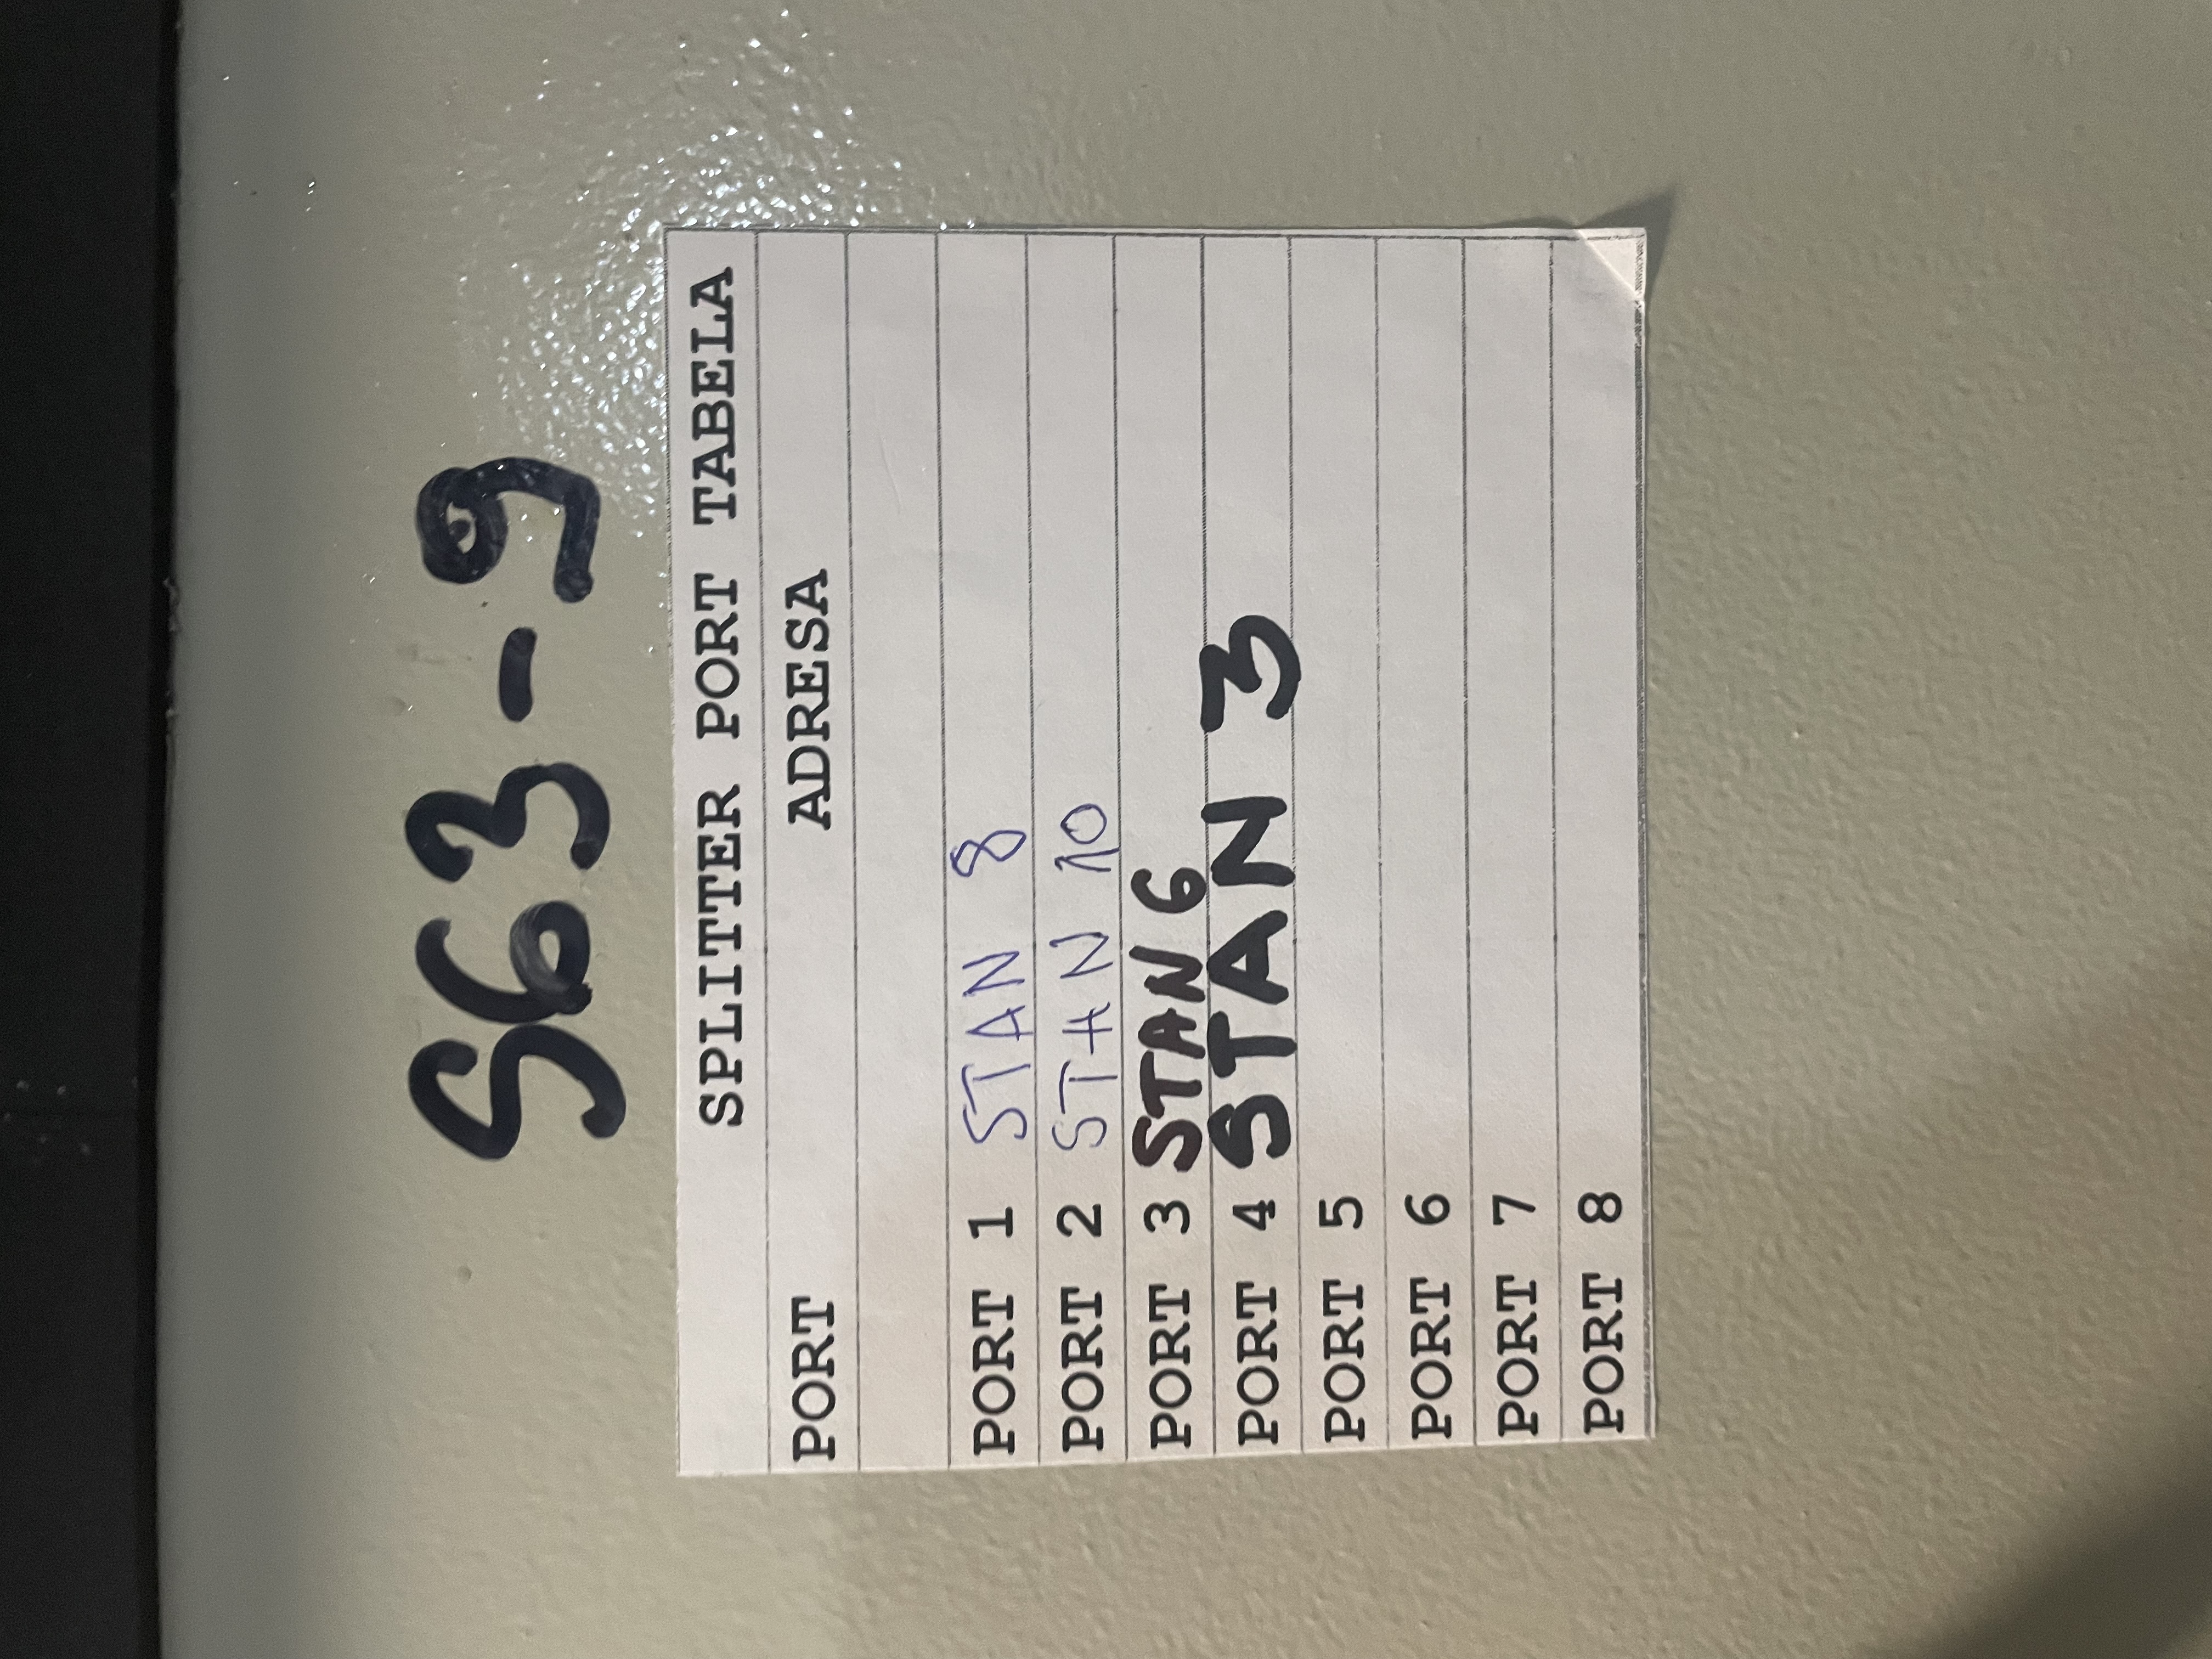 S63-9
SPLITTER PORT TABELA
PORT ADRESA
PORT 1 STAN 8
PORT 2 STAN 10
PORT 3 STAN 6
PORT 4 STAN 3
PORT 5
PORT 6
PORT 7
PORT 8